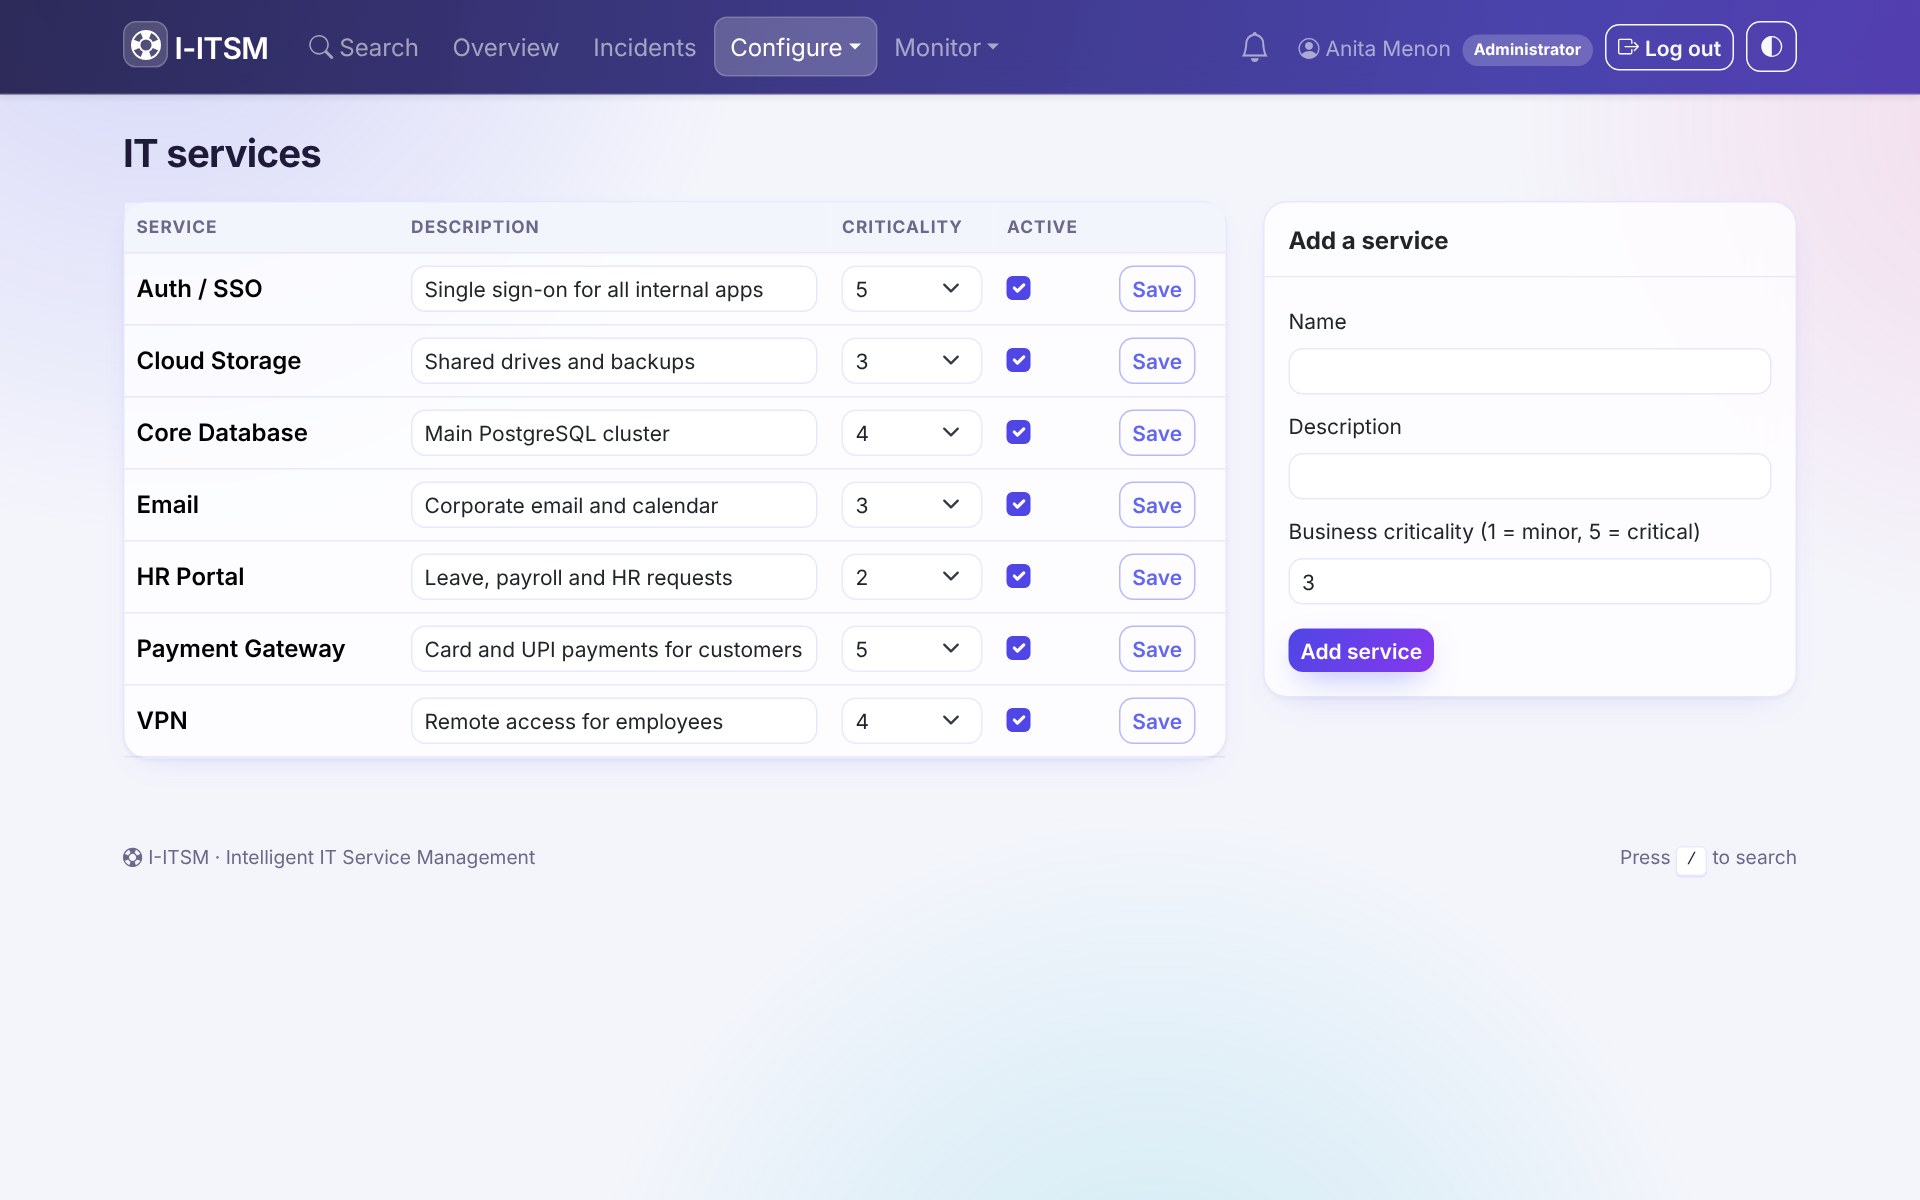 I-ITSM Search Overview Incidents Configure Monitor Anita Menon Administrator Log out
IT services
SERVICE DESCRIPTION CRITICALITY ACTIVE
Auth / SSO Single sign-on for all internal apps 5 Save
Cloud Storage Shared drives and backups 3 Save
Core Database Main PostgreSQL cluster 4 Save
Email Corporate email and calendar 3 Save
HR Portal Leave, payroll and HR requests 2 Save
Payment Gateway Card and UPI payments for customers 5 Save
VPN Remote access for employees 4 Save
Add a service
Name
Description
Business criticality (1 = minor, 5 = critical)
3
Add service
I-ITSM · Intelligent IT Service Management
Press / to search